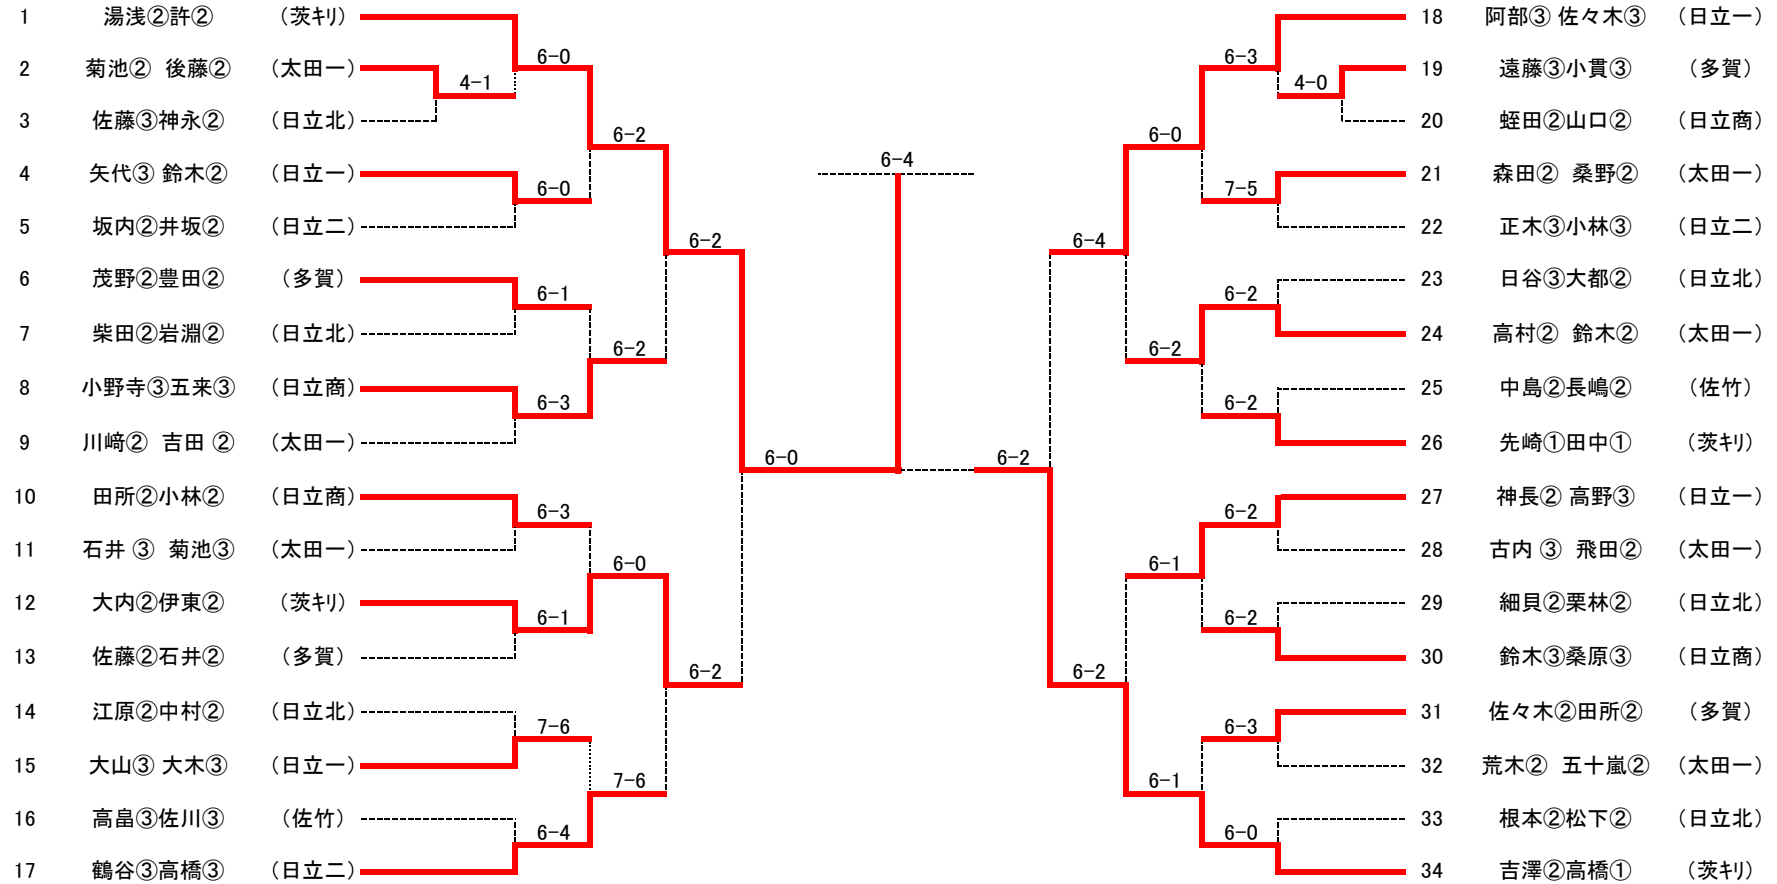 1 湯浅②許② （茨ｷﾘ）
2 菊池② 後藤② （太田一）
3 佐藤③神永② （日立北）
4 矢代③ 鈴木② （日立一）
5 坂内②井坂② （日立二）
6 茂野②豊田② （多賀）
7 柴田②岩淵② （日立北）
8 小野寺③五来③ （日立商）
9 川﨑② 吉田 ② （太田一）
10 田所②小林② （日立商）
11 石井 ③ 菊池③ （太田一）
12 大内②伊東② （茨ｷﾘ）
13 佐藤②石井② （多賀）
14 江原②中村② （日立北）
15 大山③ 大木③ （日立一）
16 高畠③佐川③ （佐竹）
17 鶴谷③高橋③ （日立二）
6-0
4-1
6-2
6-0
6-2
6-1
6-2
6-3
6-0
6-3
6-0
6-1
6-2
7-6
7-6
6-4
6-4
6-3
4-0
6-0
7-5
6-4
6-2
6-2
6-2
6-2
6-2
6-1
6-2
6-2
6-3
6-1
6-0
18 阿部③ 佐々木③ （日立一）
19 遠藤③小貫③ （多賀）
20 蛭田②山口② （日立商）
21 森田② 桑野② （太田一）
22 正木③小林③ （日立二）
23 日谷③大都② （日立北）
24 高村② 鈴木② （太田一）
25 中島②長嶋② （佐竹）
26 先崎①田中① （茨ｷﾘ）
27 神長② 高野③ （日立一）
28 古内 ③ 飛田② （太田一）
29 細貝②栗林② （日立北）
30 鈴木③桑原③ （日立商）
31 佐々木②田所② （多賀）
32 荒木② 五十嵐② （太田一）
33 根本②松下② （日立北）
34 吉澤②高橋① （茨ｷﾘ）